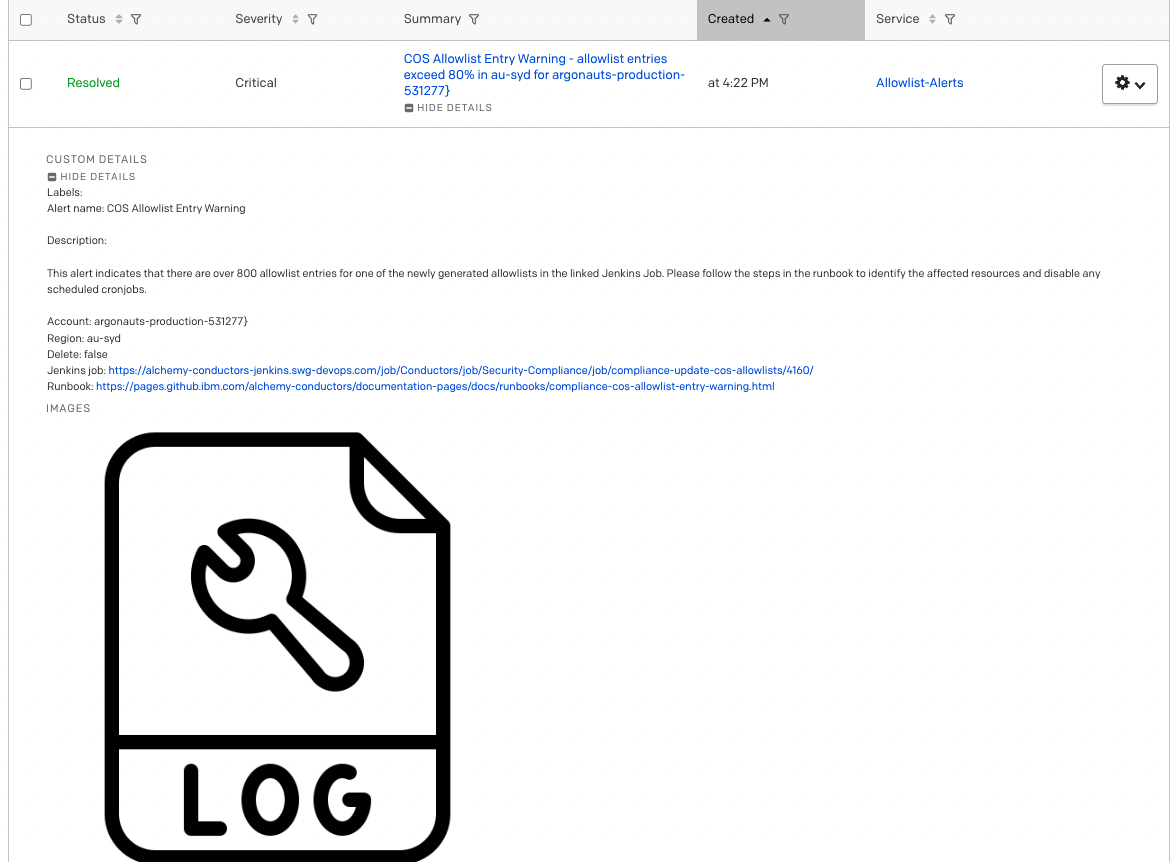 Status Severity Summary Created Service
COS Allowlist Entry Warning - allowlist entries
exceed 80% in au-syd for argonauts-production-
531277}
Resolved Critical at 4:22 PM Allowlist-Alerts
HIDE DETAILS
CUSTOM DETAILS
HIDE DETAILS
Labels:
Alert name: COS Allowlist Entry Warning
Description:
This alert indicates that there are over 800 allowlist entries for one of the newly generated allowlists in the linked Jenkins Job. Please follow the steps in the runbook to identify the affected resources and disable any
scheduled cronjobs.
Account: argonauts-production-531277}
Region: au-syd
Delete: false
Jenkins job: https://alchemy-conductors-jenkins.swg-devops.com/job/Conductors/job/Security-Compliance/job/compliance-update-cos-allowlists/4160/
Runbook: https://pages.github.ibm.com/alchemy-conductors/documentation-pages/docs/runbooks/compliance-cos-allowlist-entry-warning.html
IMAGES
LOG